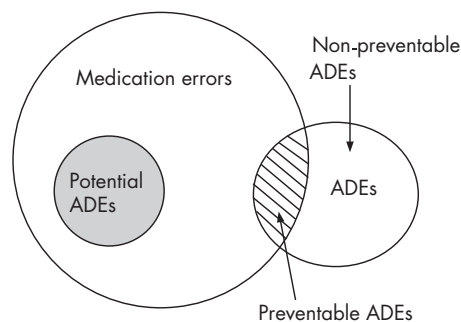 Non-preventable
ADEs
Medication errors
Potential
ADEs
ADEs
Preventable ADEs